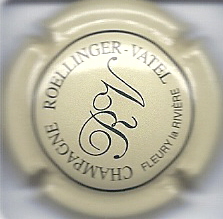 CHAMPAGNE ROELLINGER-VATEL
RV
FLEURY la RIVIÈRE